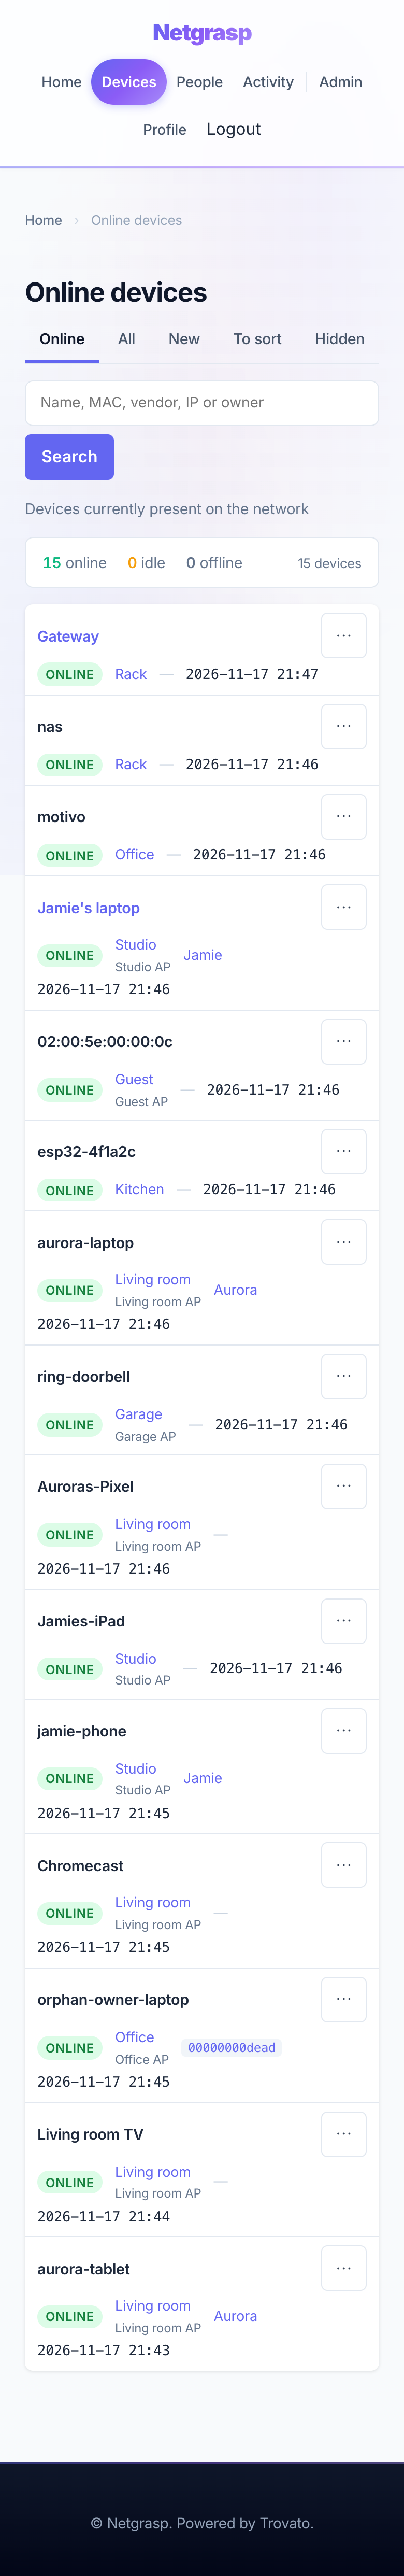 Netgrasp
Home Devices People Activity Admin
Profile Logout
Home › Online devices
Online devices
Online All New To sort Hidden
Name, MAC, vendor, IP or owner
Search
Devices currently present on the network
15 online 0 idle 0 offline 15 devices
Gateway ...
ONLINE Rack — 2026-11-17 21:47
nas ...
ONLINE Rack — 2026-11-17 21:46
motivo ...
ONLINE Office — 2026-11-17 21:46
Jamie's laptop ...
ONLINE Studio Jamie
Studio AP
2026-11-17 21:46
02:00:5e:00:00:0c ...
ONLINE Guest — 2026-11-17 21:46
Guest AP
esp32-4f1a2c ...
ONLINE Kitchen — 2026-11-17 21:46
aurora-laptop ...
ONLINE Living room Aurora
Living room AP
2026-11-17 21:46
ring-doorbell ...
ONLINE Garage — 2026-11-17 21:46
Garage AP
Auroras-Pixel ...
ONLINE Living room —
Living room AP
2026-11-17 21:46
Jamies-iPad ...
ONLINE Studio — 2026-11-17 21:46
Studio AP
jamie-phone ...
ONLINE Studio Jamie
Studio AP
2026-11-17 21:45
Chromecast ...
ONLINE Living room —
Living room AP
2026-11-17 21:45
orphan-owner-laptop ...
ONLINE Office 00000000dead
Office AP
2026-11-17 21:45
Living room TV ...
ONLINE Living room —
Living room AP
2026-11-17 21:44
aurora-tablet ...
ONLINE Living room Aurora
Living room AP
2026-11-17 21:43
© Netgrasp. Powered by Trovato.